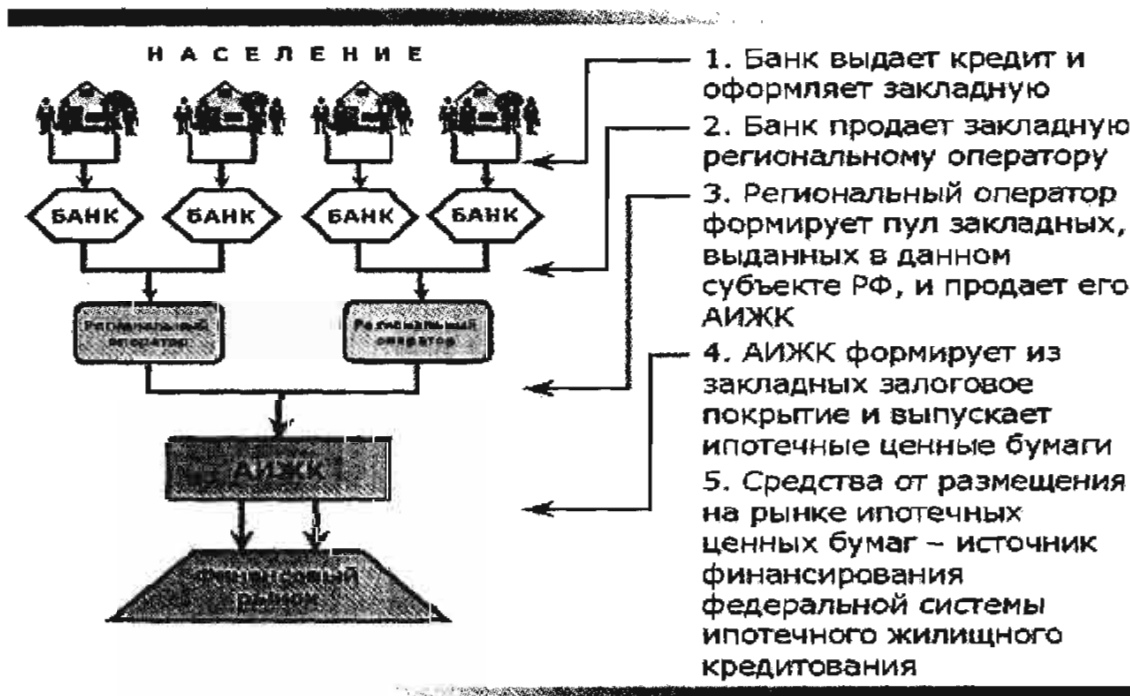 НАСЕЛЕНИЕ
БАНК БАНК БАНК БАНК
Региональный оператор
Региональный оператор
АИЖК
Финансовый рынок
1. Банк выдает кредит и
оформляет закладную
2. Банк продает закладную
региональному оператору
3. Региональный оператор
формирует пул закладных,
выданных в данном
субъекте РФ, и продает его
АИЖК
4. АИЖК формирует из
закладных залоговое
покрытие и выпускает
ипотечные ценные бумаги
5. Средства от размещения
на рынке ипотечных
ценных бумаг – источник
финансирования
федеральной системы
ипотечного жилищного
кредитования